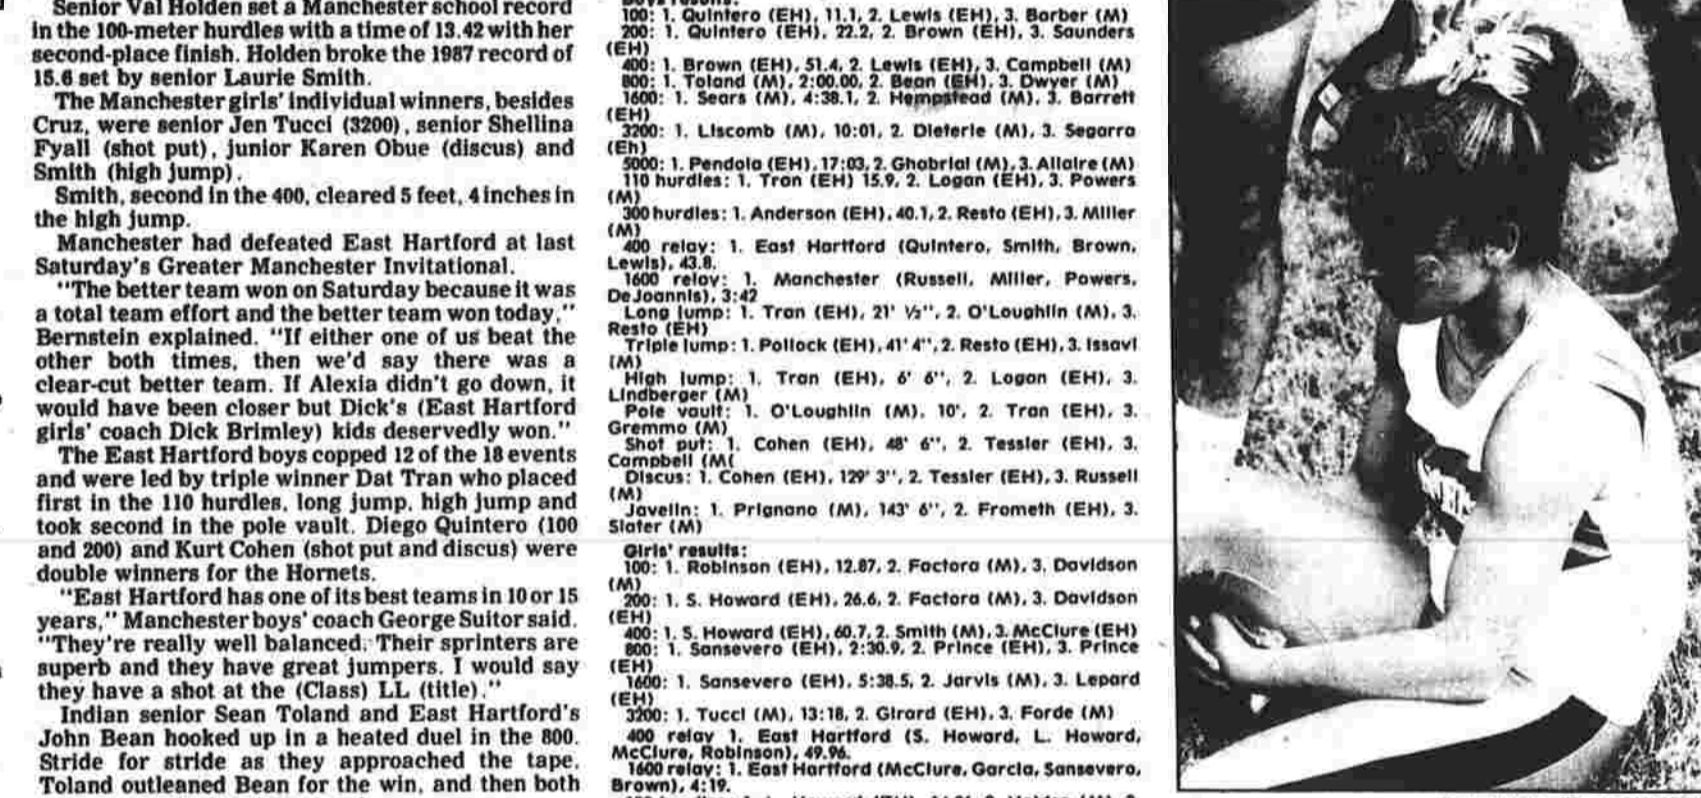 Senior Val Holden set a Manchester school record
in the 100-meter hurdles with a time of 13.42 with her
second-place finish. Holden broke the 1987 record of
15.6 set by senior Laurie Smith.
The Manchester girls' individual winners, besides
Cruz, were senior Jen Tucci (3200), senior Shellina
Fyall (shot put), junior Karen Obue (discus) and
Smith (high jump).
Smith, second in the 400, cleared 5 feet, 4 inches in
the high jump.
Manchester had defeated East Hartford at last
Saturday's Greater Manchester Invitational.
"The better team won on Saturday because it was
a total team effort and the better team won today,"
Bernstein explained. "If either one of us beat the
other both times, then we'd say there was a
clear-cut better team. If Alexia didn't go down, it
would have been closer but Dick's (East Hartford
girls' coach Dick Brimley) kids deservedly won."
The East Hartford boys copped 12 of the 18 events
and were led by triple winner Dat Tran who placed
first in the 110 hurdles, long jump, high jump and
took second in the pole vault. Diego Quintero (100
and 200) and Kurt Cohen (shot put and discus) were
double winners for the Hornets.
"East Hartford has one of its best teams in 10 or 15
years," Manchester boys' coach George Suitor said.
"They're really well balanced. Their sprinters are
superb and they have great jumpers. I would say
they have a shot at the (Class) LL (title)."
Indian senior Sean Toland and East Hartford's
John Bean hooked up in a heated duel in the 800.
Stride for stride as they approached the tape,
Toland outleaned Bean for the win, and then both
100: 1. Quintero (EH), 11.1, 2. Lewis (EH), 3. Barber (M)
200: 1. Quintero (EH), 22.2, 2. Brown (EH), 3. Saunders
(EH)
400: 1. Brown (EH), 51.4, 2. Lewis (EH), 3. Campbell (M)
800: 1. Toland (M), 2:00.00, 2. Bean (EH), 3. Dwyer (M)
1600: 1. Sears (M), 4:38.1, 2. Hempstead (M), 3. Barrett
(EH)
3200: 1. Liscomb (M), 10:01, 2. Dieterle (M), 3. Segarra
(Eh)
5000: 1. Pendola (EH), 17:03, 2. Ghabrial (M), 3. Allaire (M)
110 hurdles: 1. Tran (EH) 15.9, 2. Logan (EH), 3. Powers
(M)
300 hurdles: 1. Anderson (EH), 40.1, 2. Resto (EH), 3. Miller
(M)
400 relay: 1. East Hartford (Quintero, Smith, Brown,
Lewis), 43.8.
1600 relay: 1. Manchester (Russell, Miller, Powers,
DeJoannis), 3:42
Long jump: 1. Tran (EH), 21' ½", 2. O'Loughlin (M), 3.
Resto (EH)
Triple jump: 1. Pollock (EH), 41' 4", 2. Resto (EH), 3. Issavi
(M)
High jump: 1. Tran (EH), 6' 6", 2. Logan (EH), 3.
Lindberger (M)
Pole vault: 1. O'Loughlin (M), 10', 2. Tran (EH), 3.
Gremmo (M)
Shot put: 1. Cohen (EH), 48' 6", 2. Tessler (EH), 3.
Campbell (M(
Discus: 1. Cohen (EH), 129' 3", 2. Tessler (EH), 3. Russell
(M)
Javelin: 1. Prignano (M), 143' 6", 2. Frometh (EH), 3.
Slater (M)
Girls' results:
100: 1. Robinson (EH), 12.87, 2. Factora (M), 3. Davidson
(M)
200: 1. S. Howard (EH), 26.6, 2. Factora (M), 3. Davidson
(EH)
400: 1. S. Howard (EH), 60.7, 2. Smith (M), 3. McClure (EH)
800: 1. Sansevero (EH), 2:30.9, 2. Prince (EH), 3. Prince
(EH)
1600: 1. Sansevero (EH), 5:38.5, 2. Jarvis (M), 3. Lepard
(EH)
3200: 1. Tucci (M), 13:18, 2. Girard (EH), 3. Forde (M)
400 relay 1. East Hartford (S. Howard, L. Howard,
McClure, Robinson), 49.96.
1600 relay: 1. East Hartford (McClure, Garcia, Sansevero,
Brown), 4:19.